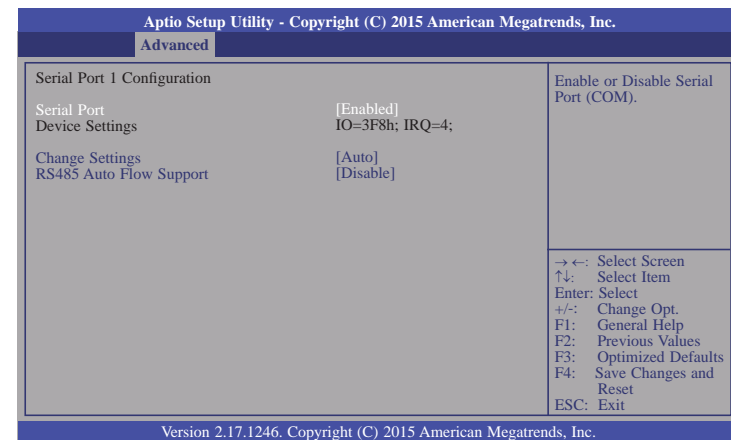 Aptio Setup Utility - Copyright (C) 2015 American Megatrends, Inc.
Advanced
Serial Port 1 Configuration
Serial Port [Enabled]
Device Settings IO=3F8h; IRQ=4;
Change Settings [Auto]
RS485 Auto Flow Support [Disable]
Enable or Disable Serial
Port (COM).
→ ←: Select Screen
↑↓: Select Item
Enter: Select
+/-: Change Opt.
F1: General Help
F2: Previous Values
F3: Optimized Defaults
F4: Save Changes and
Reset
ESC: Exit
Version 2.17.1246. Copyright (C) 2015 American Megatrends, Inc.